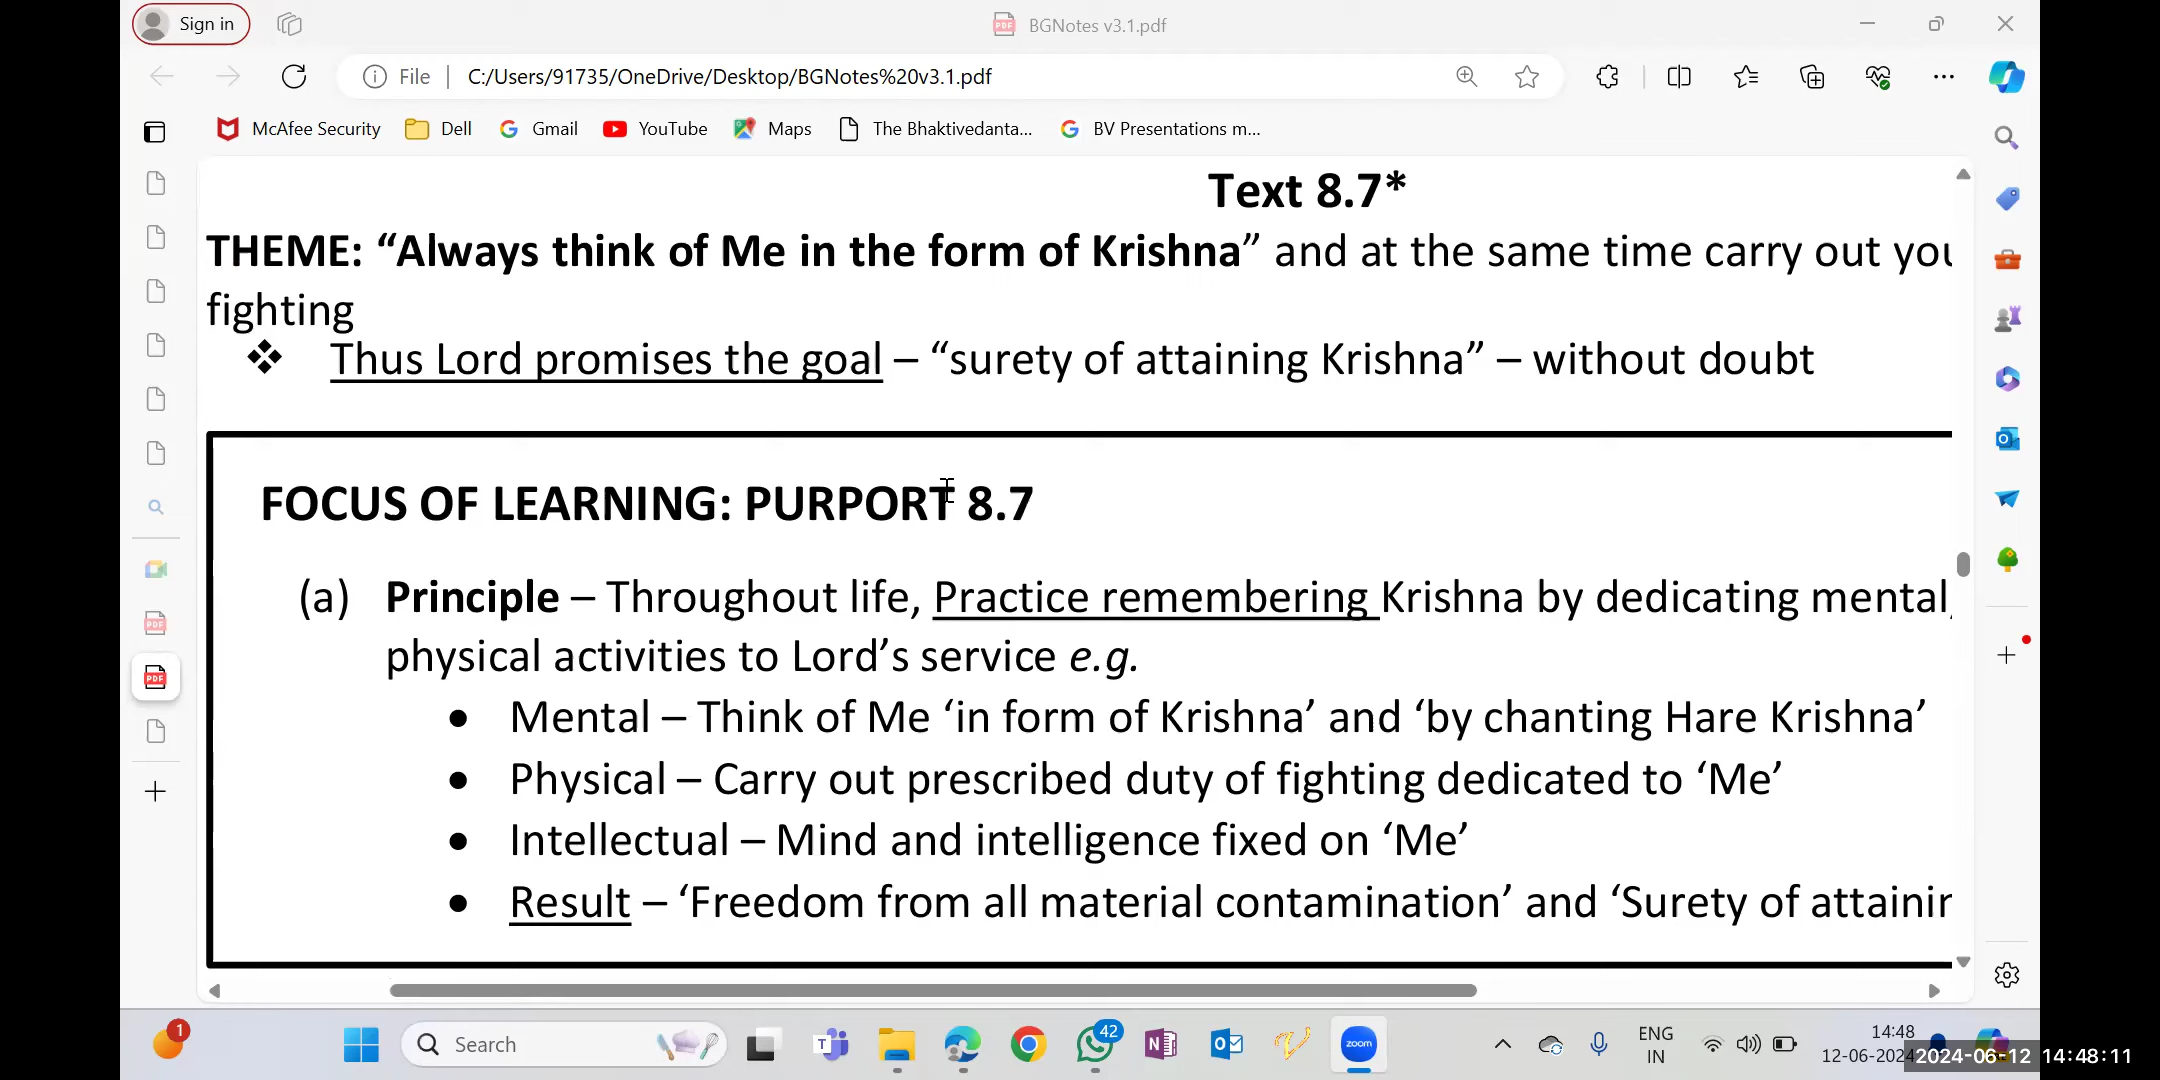 Sign in
BGNotes v3.1.pdf
File
C:/Users/91735/OneDrive/Desktop/BGNotes%20v3.1.pdf
McAfee Security
Dell
Gmail
YouTube
Maps
The Bhaktivedanta...
BV Presentations m...
Text 8.7*
THEME: “Always think of Me in the form of Krishna” and at the same time carry out you
fighting
❖ Thus Lord promises the goal – “surety of attaining Krishna” – without doubt
FOCUS OF LEARNING: PURPORT 8.7
(a) Principle – Throughout life, Practice remembering Krishna by dedicating mental,
physical activities to Lord’s service e.g.
• Mental – Think of Me ‘in form of Krishna’ and ‘by chanting Hare Krishna’
• Physical – Carry out prescribed duty of fighting dedicated to ‘Me’
• Intellectual – Mind and intelligence fixed on ‘Me’
• Result – ‘Freedom from all material contamination’ and ‘Surety of attainin
1
Search
42
zoom
ENG
IN
14:48
12-06-2024
2024-06-12 14:48:11